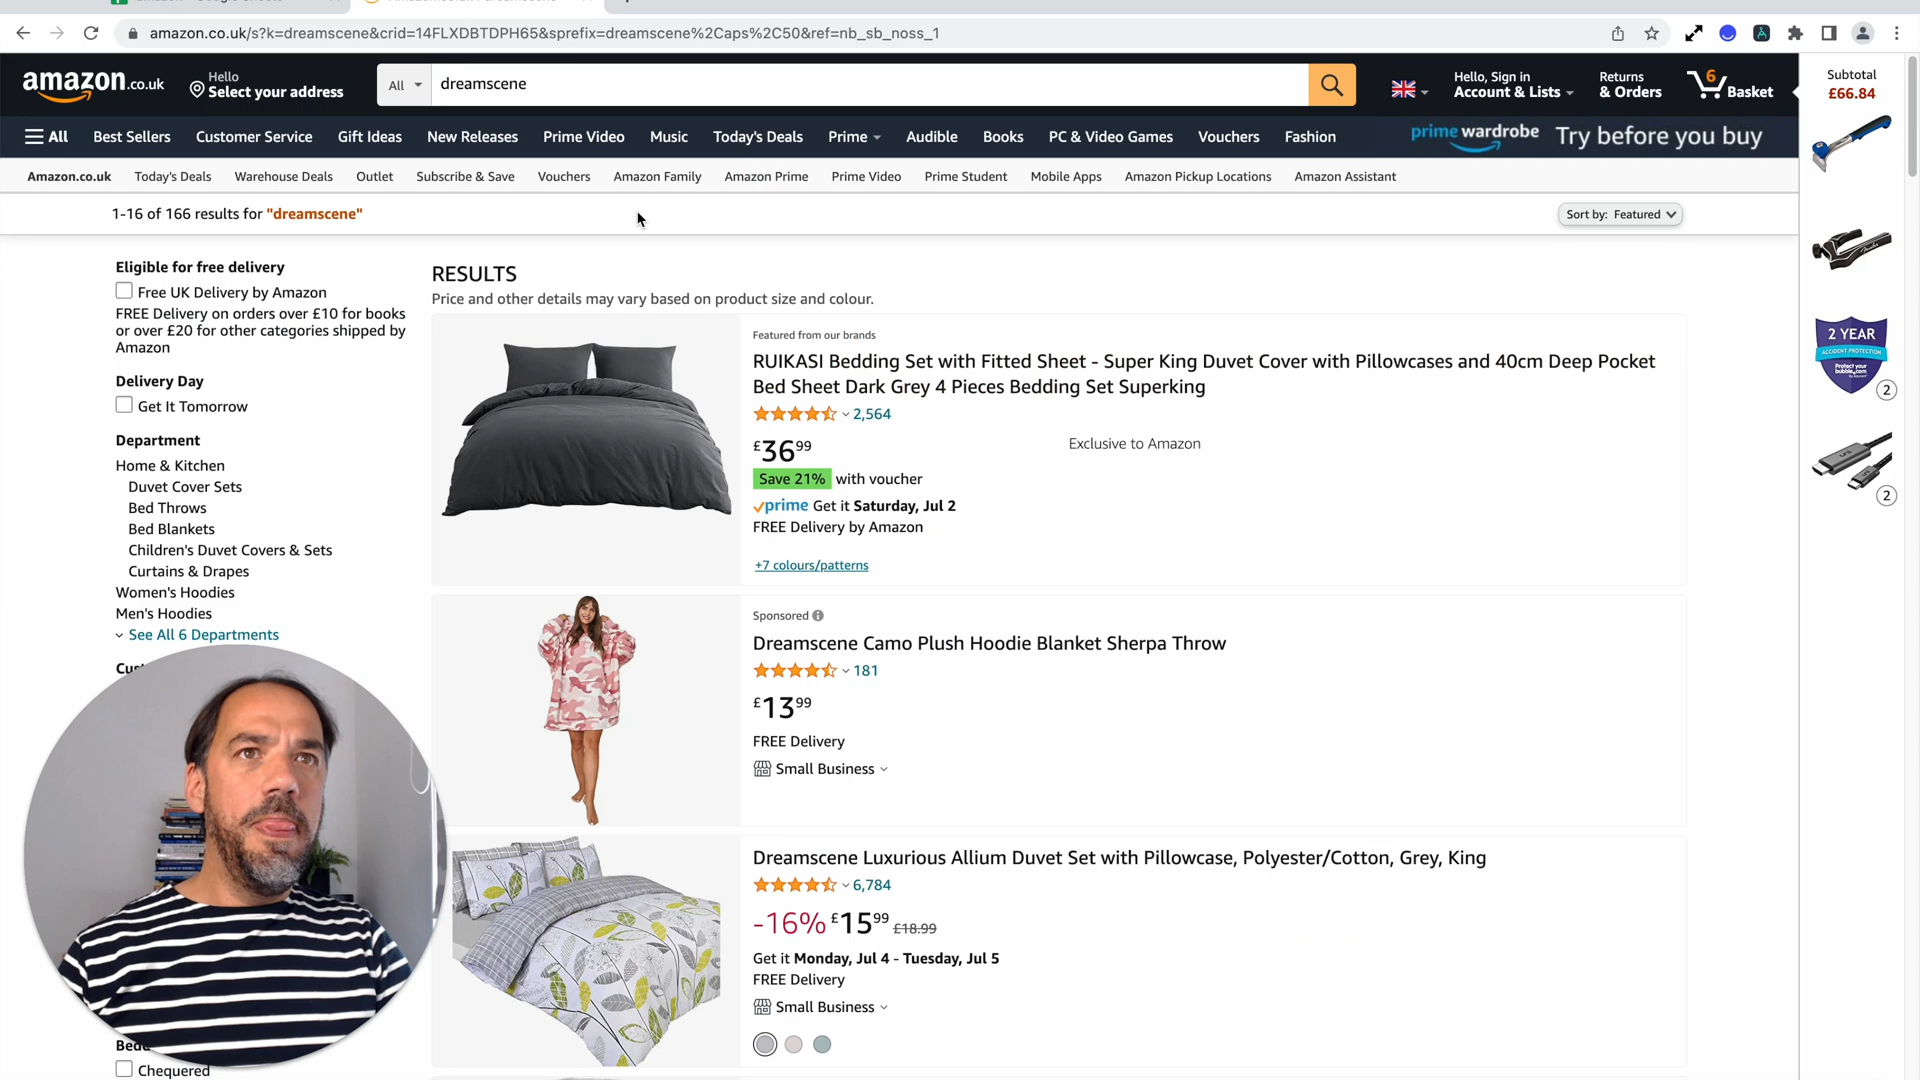 amazon.co.uk/s?k=dreamscene&crid=14FLXDBTDPH65&sprefix=dreamscene%2Caps%2C50&ref=nb_sb_noss_1
amazon.co.uk
Hello
Select your address
All
dreamscene
Hello, Sign in
Account & Lists
Returns
& Orders
6
Basket
Subtotal
£66.84
All
Best Sellers
Customer Service
Gift Ideas
New Releases
Prime Video
Music
Today's Deals
Prime
Audible
Books
PC & Video Games
Vouchers
Fashion
prime wardrobe Try before you buy
Amazon.co.uk
Today's Deals
Warehouse Deals
Outlet
Subscribe & Save
Vouchers
Amazon Family
Amazon Prime
Prime Video
Prime Student
Mobile Apps
Amazon Pickup Locations
Amazon Assistant
1-16 of 166 results for "dreamscene"
Sort by: Featured
Eligible for free delivery
Free UK Delivery by Amazon
FREE Delivery on orders over £10 for books
or over £20 for other categories shipped by
Amazon
Delivery Day
Get It Tomorrow
Department
Home & Kitchen
Duvet Cover Sets
Bed Throws
Bed Blankets
Children's Duvet Covers & Sets
Curtains & Drapes
Women's Hoodies
Men's Hoodies
See All 6 Departments
Chequered
RESULTS
Price and other details may vary based on product size and colour.
Featured from our brands
RUIKASI Bedding Set with Fitted Sheet - Super King Duvet Cover with Pillowcases and 40cm Deep Pocket
Bed Sheet Dark Grey 4 Pieces Bedding Set Superking
2,564
£36.99
Exclusive to Amazon
Save 21% with voucher
prime Get it Saturday, Jul 2
FREE Delivery by Amazon
+7 colours/patterns
Sponsored
Dreamscene Camo Plush Hoodie Blanket Sherpa Throw
181
£13.99
FREE Delivery
Small Business
Dreamscene Luxurious Allium Duvet Set with Pillowcase, Polyester/Cotton, Grey, King
6,784
-16% £15.99 £18.99
Get it Monday, Jul 4 - Tuesday, Jul 5
FREE Delivery
Small Business
2 YEAR
ACCIDENT PROTECTION
Protect your
bubble.com
2
2